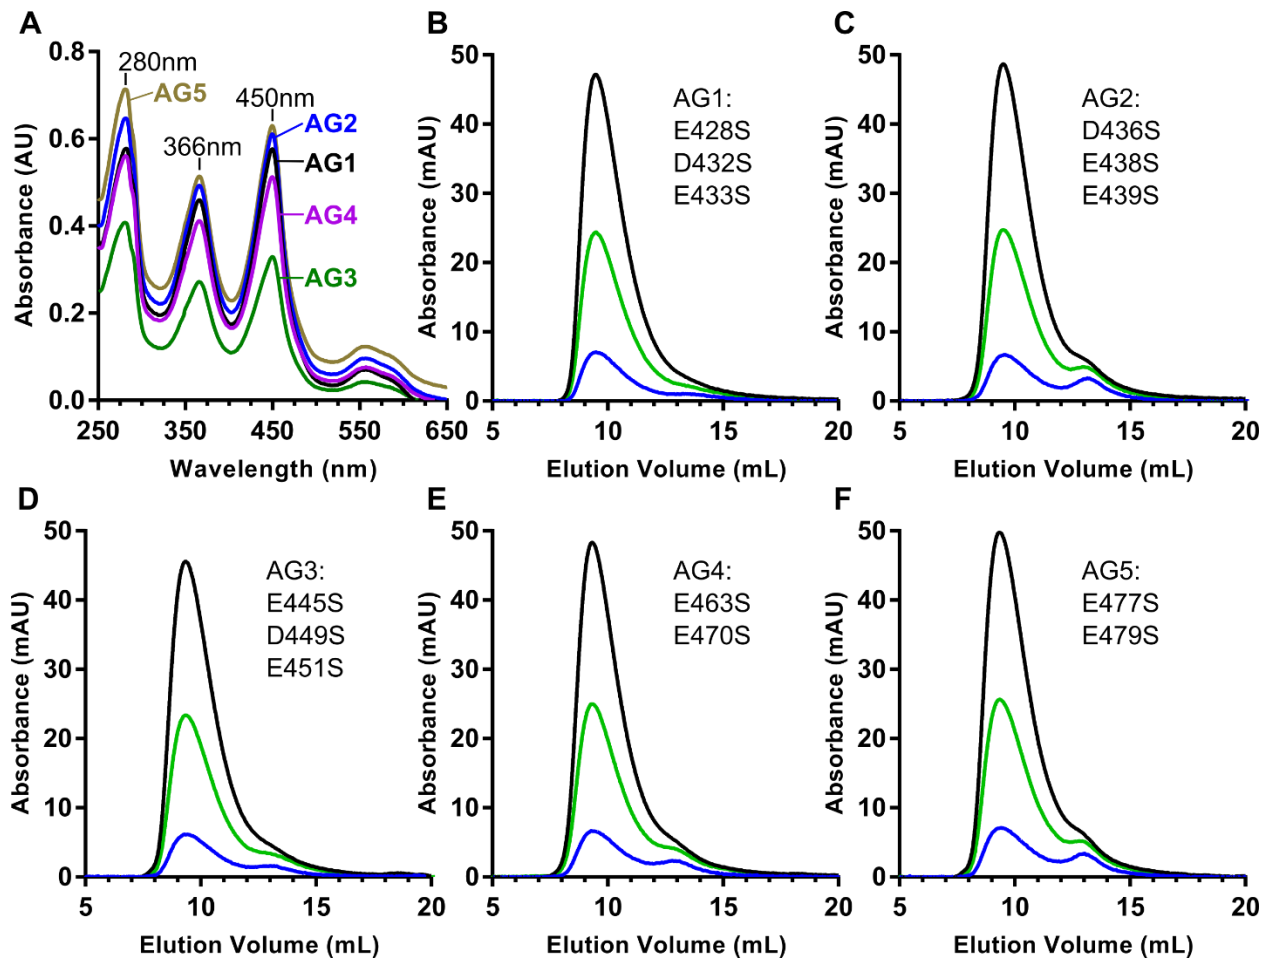 A
0.8
0.6
0.4
0.2
0.0
250
350
450
550
650
Absorbance (AU)
Wavelength (nm)
280nm
AG5
366nm
450nm
AG2
AG1
AG4
AG3
B
50
40
30
20
10
0
5
10
15
20
Absorbance (mAU)
Elution Volume (mL)
AG1:
E428S
D432S
E433S
C
50
40
30
20
10
0
5
10
15
20
Absorbance (mAU)
Elution Volume (mL)
AG2:
D436S
E438S
E439S
D
50
40
30
20
10
0
5
10
15
20
Absorbance (mAU)
Elution Volume (mL)
AG3:
E445S
D449S
E451S
E
50
40
30
20
10
0
5
10
15
20
Absorbance (mAU)
Elution Volume (mL)
AG4:
E463S
E470S
F
50
40
30
20
10
0
5
10
15
20
Absorbance (mAU)
Elution Volume (mL)
AG5:
E477S
E479S